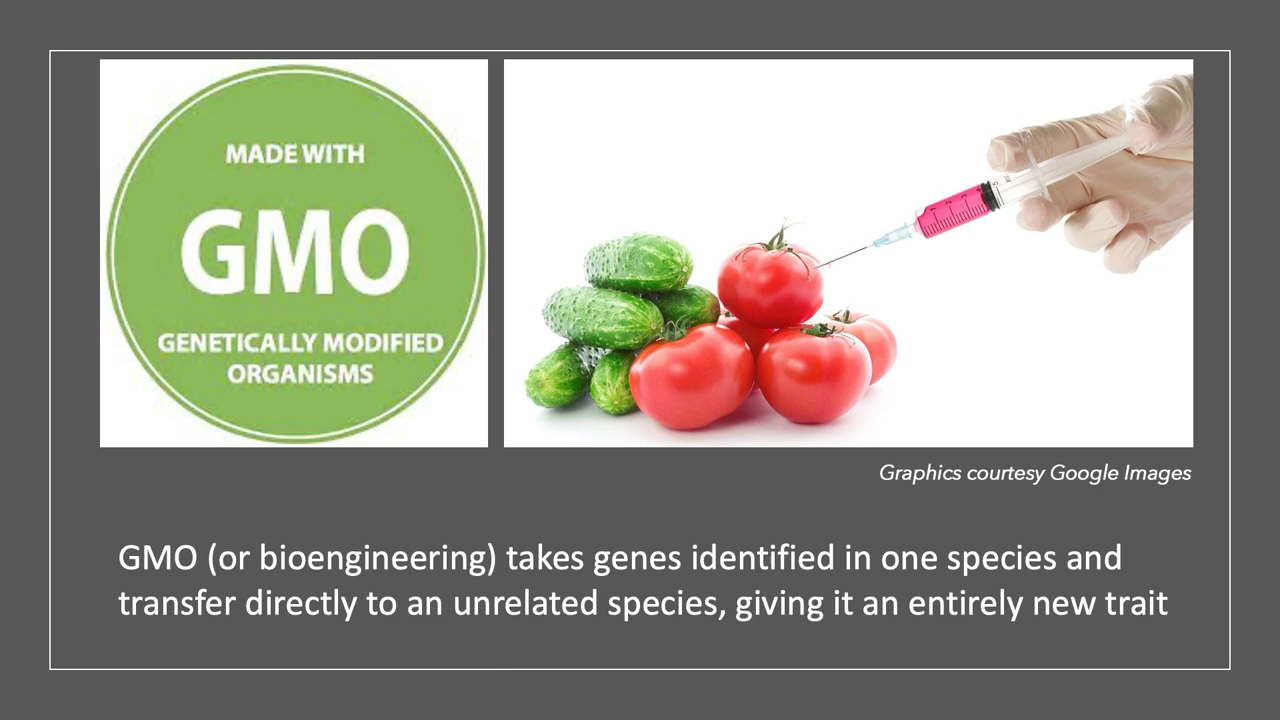 MADE WITH
GMO
GENETICALLY MODIFIED
ORGANISMS
Graphics courtesy Google Images
GMO (or bioengineering) takes genes identified in one species and
transfer directly to an unrelated species, giving it an entirely new trait